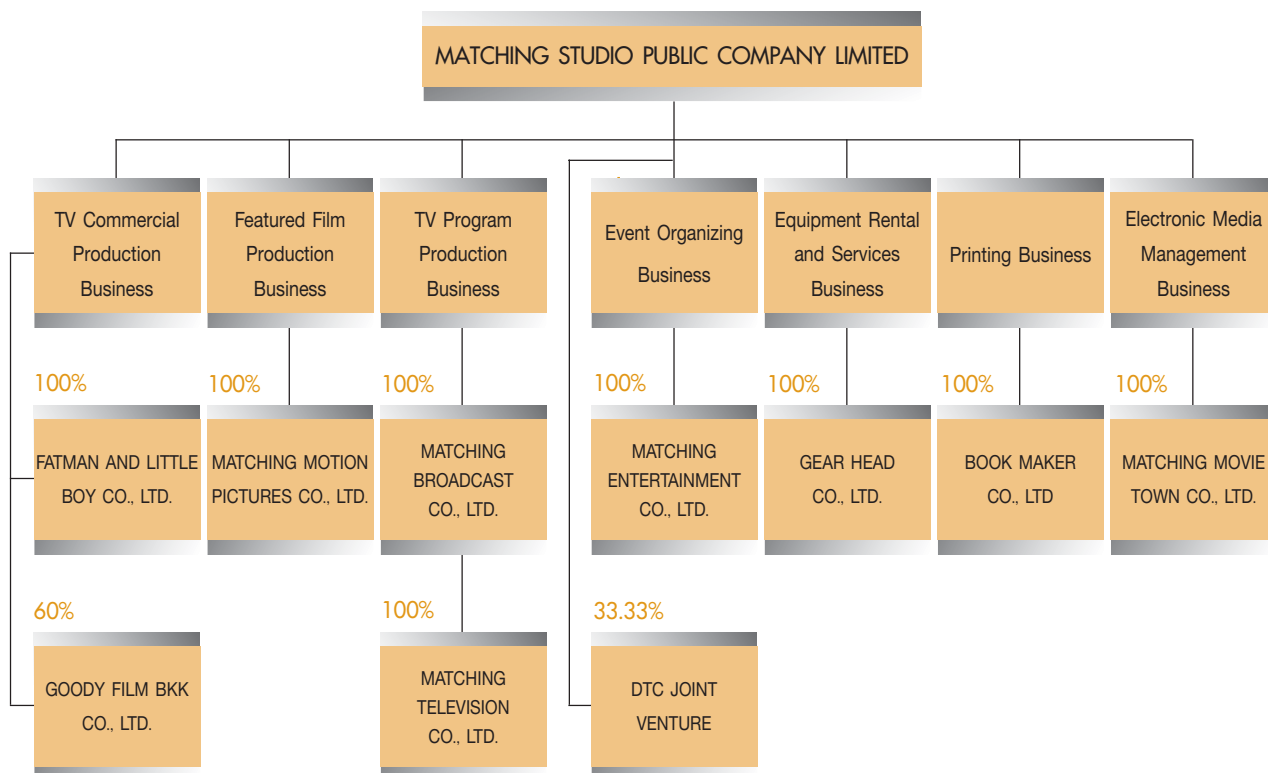 MATCHING STUDIO PUBLIC COMPANY LIMITED
TV Commercial
Production
Business
Featured Film
Production
Business
TV Program
Production
Business
Event Organizing
Business
Equipment Rental
and Services
Business
Printing Business
Electronic Media
Management
Business
100%
FATMAN AND LITTLE
BOY CO., LTD.
100%
MATCHING MOTION
PICTURES CO., LTD.
100%
MATCHING
BROADCAST
CO., LTD.
100%
MATCHING
ENTERTAINMENT
CO., LTD.
100%
GEAR HEAD
CO., LTD.
100%
BOOK MAKER
CO., LTD
100%
MATCHING MOVIE
TOWN CO., LTD.
60%
GOODY FILM BKK
CO., LTD.
100%
MATCHING
TELEVISION
CO., LTD.
33.33%
DTC JOINT
VENTURE